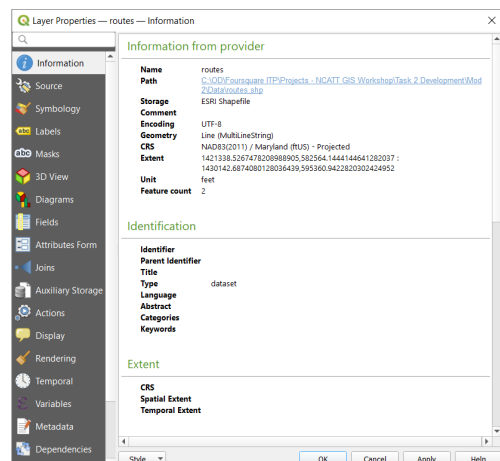 Layer Properties — routes — Information
Information
Source
Symbology
Labels
Masks
3D View
Diagrams
Fields
Attributes Form
Joins
Auxiliary Storage
Actions
Display
Rendering
Temporal
Variables
Metadata
Dependencies
Information from provider
Name routes
Path C:\OD\Foursquare ITP\Projects - NCATT GIS Workshop\Task 2 Development\Mod
2\Data\routes.shp
Storage ESRI Shapefile
Comment
Encoding UTF-8
Geometry Line (MultiLineString)
CRS NAD83(2011) / Maryland (ftUS) - Projected
Extent 1421338.5267478208988905,582564.1444144641282037 :
1430142.6874080128036439,595360.9422820302424952
Unit feet
Feature count 2
Identification
Identifier
Parent Identifier
Title
Type dataset
Language
Abstract
Categories
Keywords
Extent
CRS
Spatial Extent
Temporal Extent
Style OK Cancel Apply Help